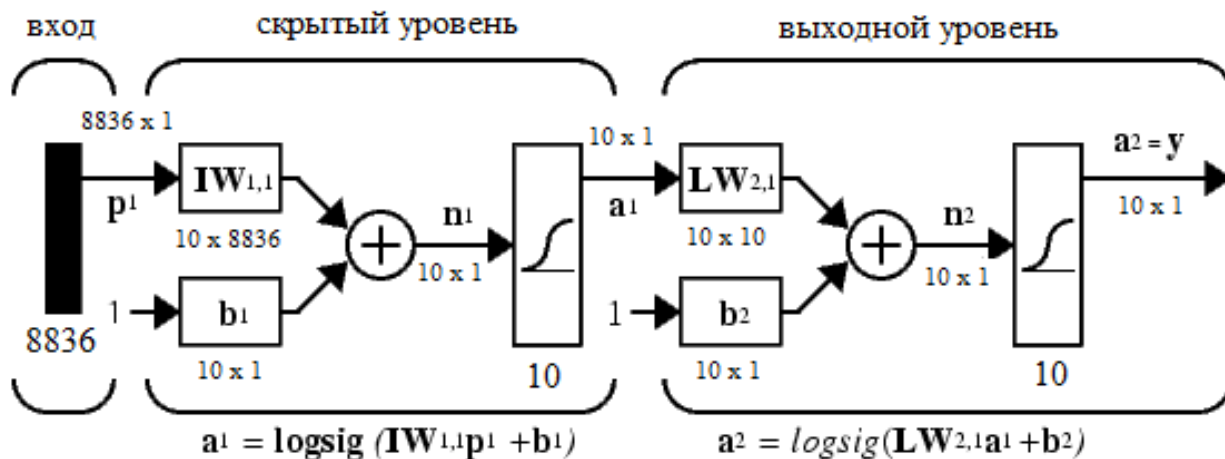 вход
скрытый уровень
выходной уровень
8836 x 1
10 x 1
a2 = y
IW1,1
LW2,1
p1
n1
a1
n2
10 x 1
10 x 8836
10 x 1
10 x 10
10 x 1
1
b1
1
b2
8836
10 x 1
10
10 x 1
10
a1 = logsig (IW1,1p1 +b1)
a2 = logsig(LW2,1a1+b2)